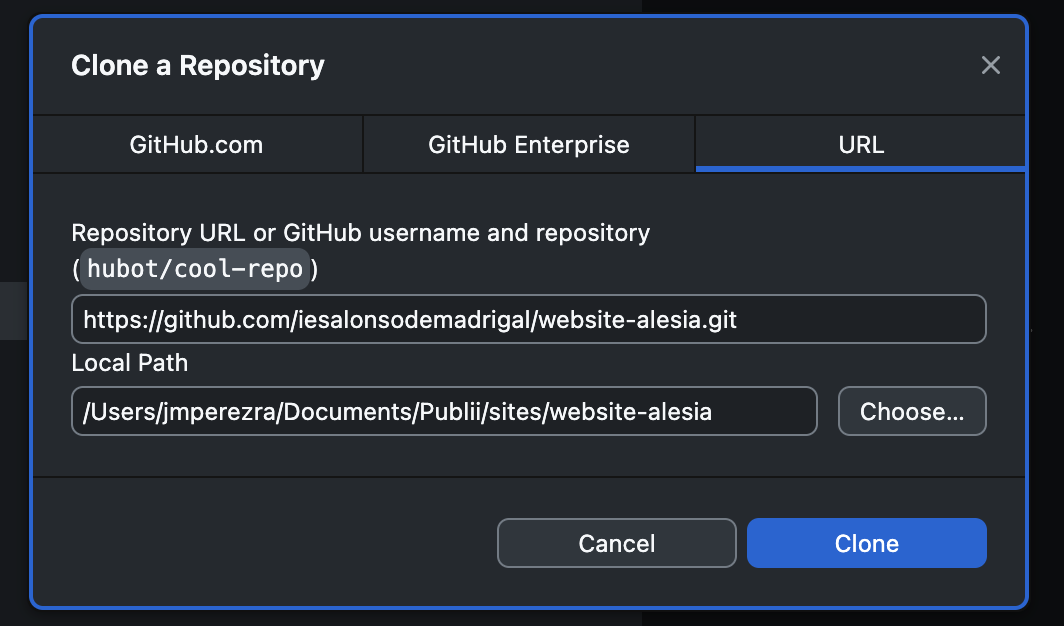 Clone a Repository
GitHub.com
GitHub Enterprise
URL
Repository URL or GitHub username and repository
(hubot/cool-repo)
https://github.com/iesalonsodemadrigal/website-alesia.git
Local Path
/Users/jmperezra/Documents/Publii/sites/website-alesia
Choose...
Cancel
Clone